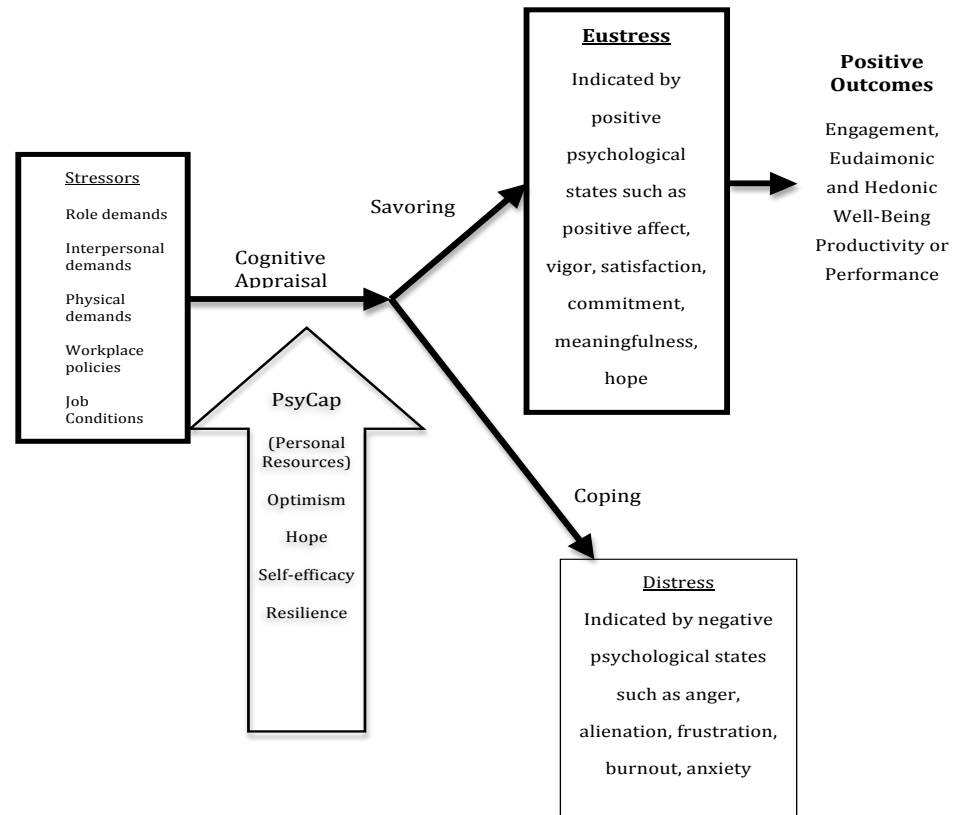 Stressors
Role demands
Interpersonal
demands
Physical
demands
Workplace
policies
Job
Conditions
Cognitive
Appraisal
PsyCap
(Personal
Resources)
Optimism
Hope
Self-efficacy
Resilience
Savoring
Eustress
Indicated by
positive
psychological
states such as
positive affect,
vigor, satisfaction,
commitment,
meaningfulness,
hope
Positive
Outcomes
Engagement,
Eudaimonic
and Hedonic
Well-Being
Productivity or
Performance
Coping
Distress
Indicated by negative
psychological states
such as anger,
alienation, frustration,
burnout, anxiety